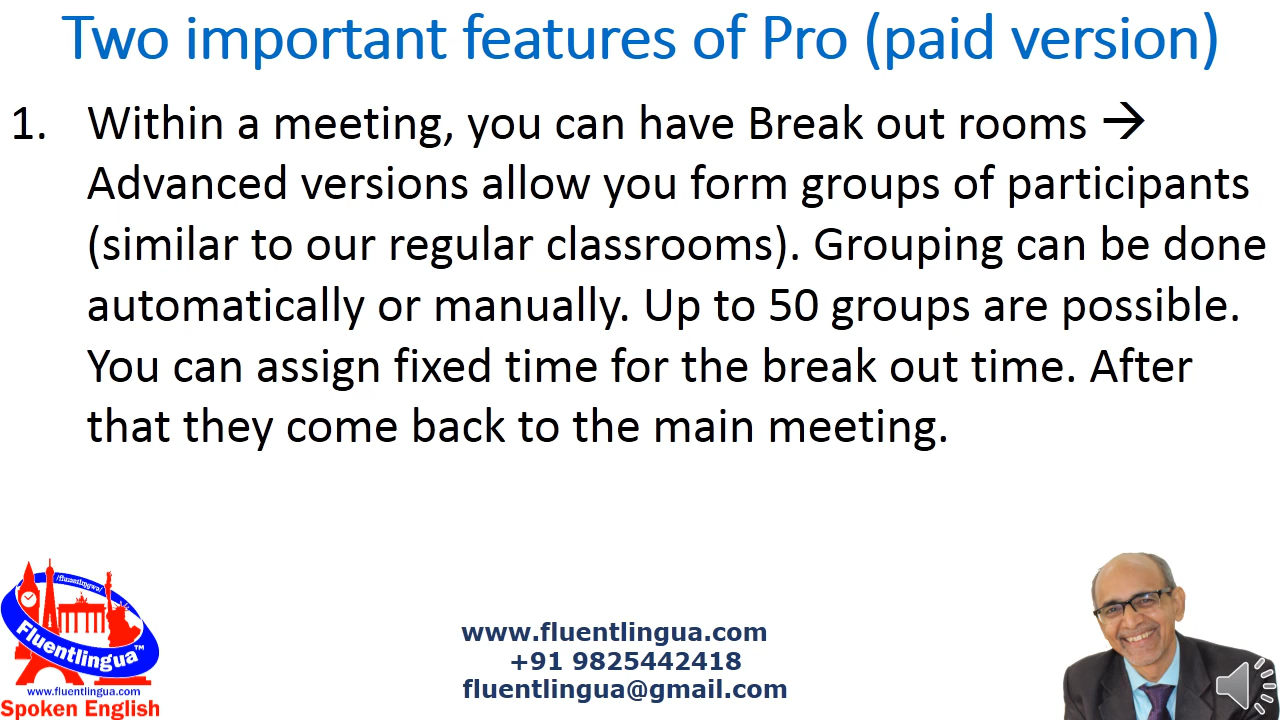 Two important features of Pro (paid version)
1. Within a meeting, you can have Break out rooms →
Advanced versions allow you form groups of participants
(similar to our regular classrooms). Grouping can be done
automatically or manually. Up to 50 groups are possible.
You can assign fixed time for the break out time. After
that they come back to the main meeting.
/fluːəntlɪŋɡwə/
Fluentlingua™
www.fluentlingua.com
Spoken English
www.fluentlingua.com
+91 9825442418
fluentlingua@gmail.com